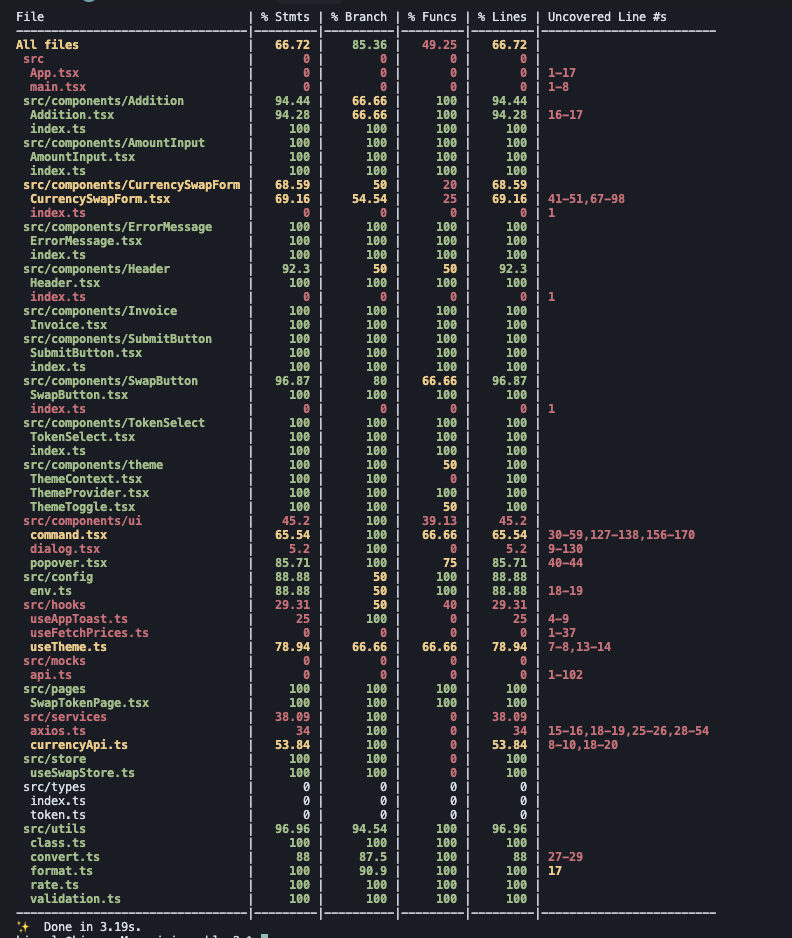 File | % Stmts | % Branch | % Funcs | % Lines | Uncovered Line #s
All files | 66.72 | 85.36 | 49.25 | 66.72 |
src | 0 | 0 | 0 | 0 |
App.tsx | 0 | 0 | 0 | 0 | 1-17
main.tsx | 0 | 0 | 0 | 0 | 1-8
src/components/Addition | 94.44 | 66.66 | 100 | 94.44 |
Addition.tsx | 94.28 | 66.66 | 100 | 94.28 | 16-17
index.ts | 100 | 100 | 100 | 100 |
src/components/AmountInput | 100 | 100 | 100 | 100 |
AmountInput.tsx | 100 | 100 | 100 | 100 |
index.ts | 100 | 100 | 100 | 100 |
src/components/CurrencySwapForm | 68.59 | 50 | 20 | 68.59 |
CurrencySwapForm.tsx | 69.16 | 54.54 | 25 | 69.16 | 41-51,67-98
index.ts | 0 | 0 | 0 | 0 | 1
src/components/ErrorMessage | 100 | 100 | 100 | 100 |
ErrorMessage.tsx | 100 | 100 | 100 | 100 |
index.ts | 100 | 100 | 100 | 100 |
src/components/Header | 92.3 | 50 | 50 | 92.3 |
Header.tsx | 100 | 100 | 100 | 100 |
index.ts | 0 | 0 | 0 | 0 | 1
src/components/Invoice | 100 | 100 | 100 | 100 |
Invoice.tsx | 100 | 100 | 100 | 100 |
src/components/SubmitButton | 100 | 100 | 100 | 100 |
SubmitButton.tsx | 100 | 100 | 100 | 100 |
index.ts | 100 | 100 | 100 | 100 |
src/components/SwapButton | 96.87 | 80 | 66.66 | 96.87 |
SwapButton.tsx | 100 | 100 | 100 | 100 |
index.ts | 0 | 0 | 0 | 0 | 1
src/components/TokenSelect | 100 | 100 | 100 | 100 |
TokenSelect.tsx | 100 | 100 | 100 | 100 |
index.ts | 100 | 100 | 100 | 100 |
src/components/theme | 100 | 100 | 50 | 100 |
ThemeContext.tsx | 100 | 100 | 0 | 100 |
ThemeProvider.tsx | 100 | 100 | 100 | 100 |
ThemeToggle.tsx | 100 | 100 | 50 | 100 |
src/components/ui | 45.2 | 100 | 39.13 | 45.2 |
command.tsx | 65.54 | 100 | 66.66 | 65.54 | 30-59,127-138,156-170
dialog.tsx | 5.2 | 100 | 0 | 5.2 | 9-130
popover.tsx | 85.71 | 100 | 75 | 85.71 | 40-44
src/config | 88.88 | 50 | 100 | 88.88 |
env.ts | 88.88 | 50 | 100 | 88.88 | 18-19
src/hooks | 29.31 | 50 | 40 | 29.31 |
useAppToast.ts | 25 | 100 | 0 | 25 | 4-9
useFetchPrices.ts | 0 | 0 | 0 | 0 | 1-37
useTheme.ts | 78.94 | 66.66 | 66.66 | 78.94 | 7-8,13-14
src/mocks | 0 | 0 | 0 | 0 |
api.ts | 0 | 0 | 0 | 0 | 1-102
src/pages | 100 | 100 | 100 | 100 |
SwapTokenPage.tsx | 100 | 100 | 100 | 100 |
src/services | 38.09 | 100 | 0 | 38.09 |
axios.ts | 34 | 100 | 0 | 34 | 15-16,18-19,25-26,28-54
currencyApi.ts | 53.84 | 100 | 0 | 53.84 | 8-10,18-20
src/store | 100 | 100 | 0 | 100 |
useSwapStore.ts | 100 | 100 | 0 | 100 |
src/types | 0 | 0 | 0 | 0 |
index.ts | 0 | 0 | 0 | 0 |
token.ts | 0 | 0 | 0 | 0 |
src/utils | 96.96 | 94.54 | 100 | 96.96 |
class.ts | 100 | 100 | 100 | 100 |
convert.ts | 88 | 87.5 | 100 | 88 | 27-29
format.ts | 100 | 90.9 | 100 | 100 | 17
rate.ts | 100 | 100 | 100 | 100 |
validation.ts | 100 | 100 | 100 | 100 |
✨ Done in 3.19s.